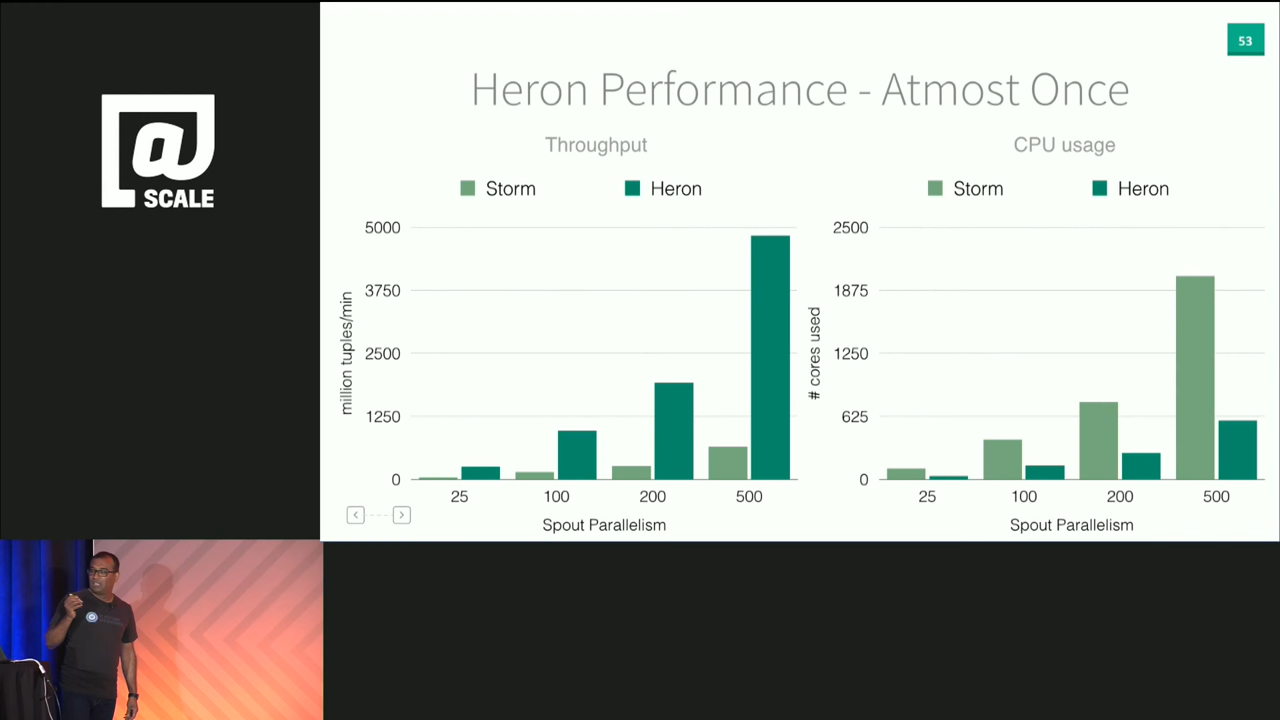 @
SCALE
53
Heron Performance - Atmost Once
Throughput
CPU usage
Storm
Heron
Storm
Heron
million tuples/min
5000
3750
2500
1250
0
25
100
200
500
Spout Parallelism
# cores used
2500
1875
1250
625
0
25
100
200
500
Spout Parallelism